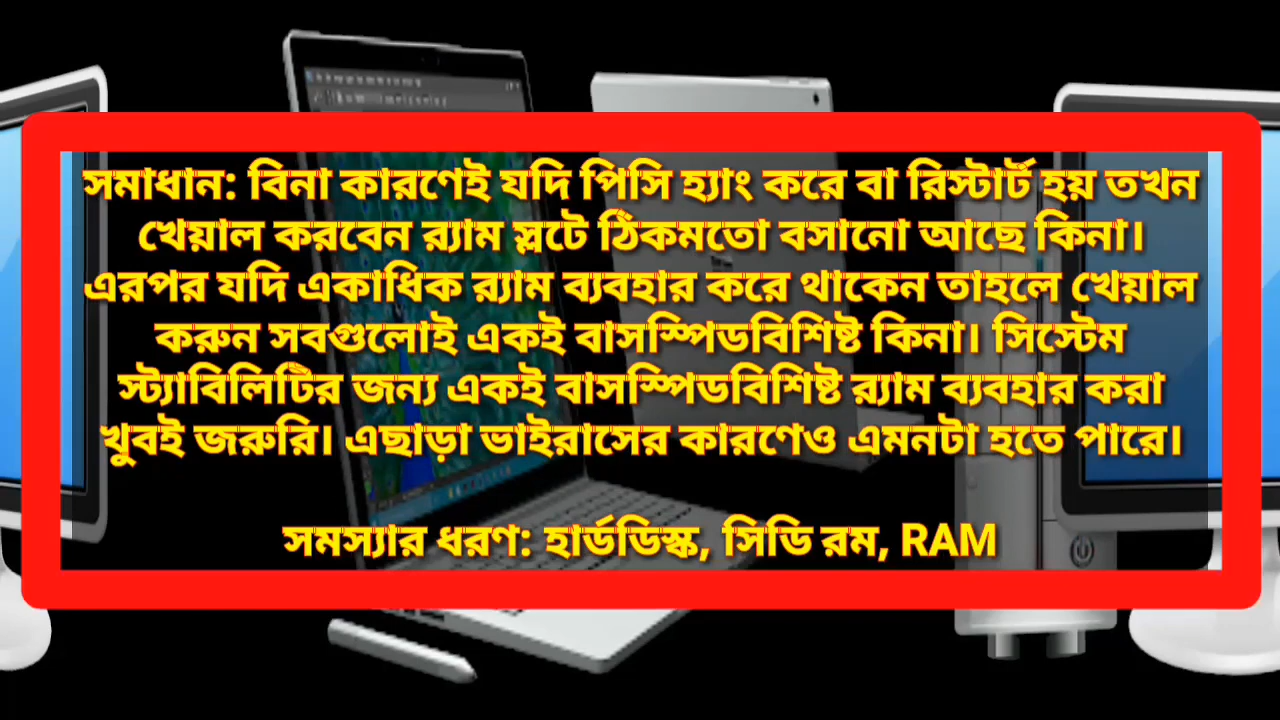 সমাধান: বিনা কারণেই যদি পিসি হ্যাং করে বা রিস্টার্ট হয় তখন
খেয়াল করবেন র‍্যাম স্লটে ঠিকমতো বসানো আছে কিনা।
এরপর যদি একাধিক র‍্যাম ব্যবহার করে থাকেন তাহলে খেয়াল
করুন সবগুলোই একই বাসস্পিডবিশিষ্ট কিনা। সিস্টেম
স্ট্যাবিলিটির জন্য একই বাসস্পিডবিশিষ্ট র‍্যাম ব্যবহার করা
খুবই জরুরি। এছাড়া ভাইরাসের কারণেও এমনটা হতে পারে।
সমস্যার ধরণ: হার্ডডিস্ক, সিডি রম, RAM